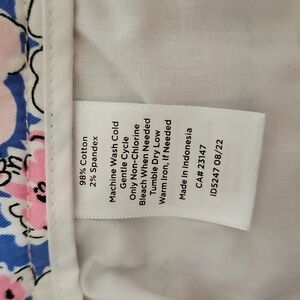 98% Cotton
2% Spandex
Machine Wash Cold
Gentle Cycle
Only Non-Chlorine
Bleach When Needed
Tumble Dry Low
Warm Iron, If Needed
Made in Indonesia
CA# 23147
ID5247 08/22